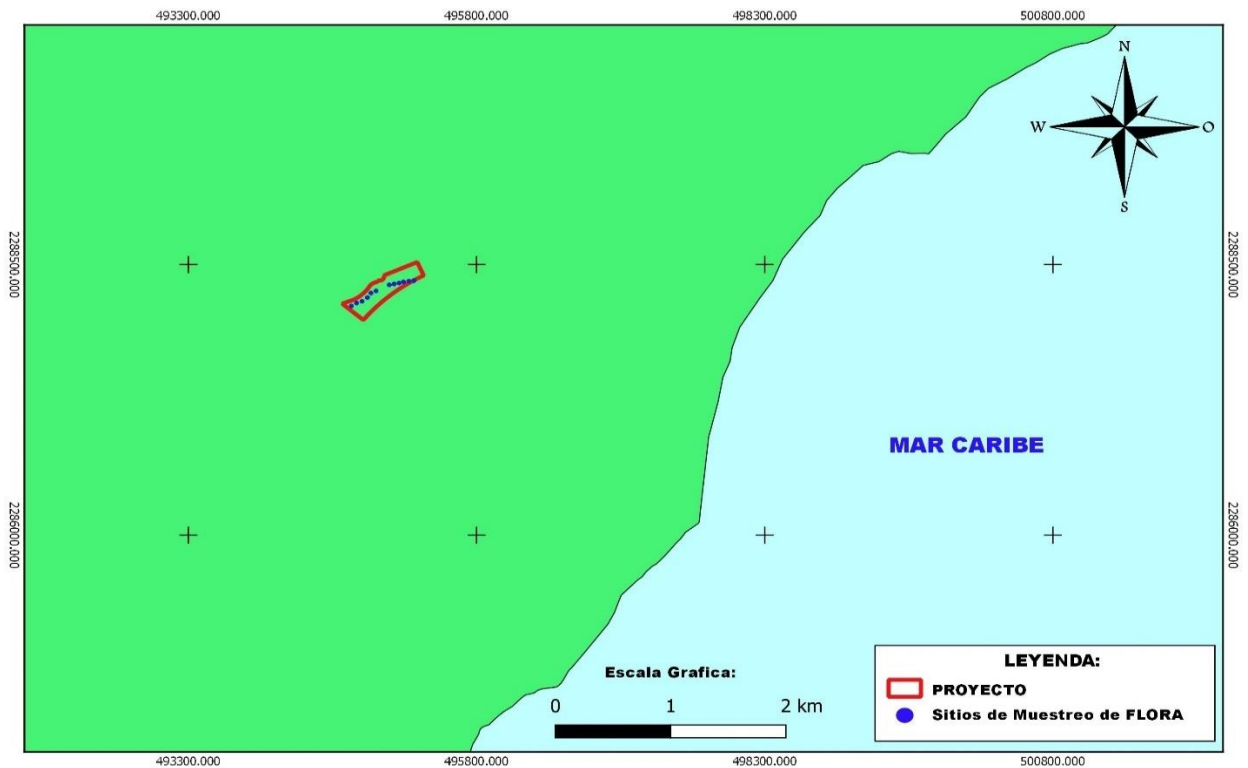 493300.000 495800.000 498300.000 500800.000
N
W O
S
2288500.000 2288500.000
MAR CARIBE
2286000.000 2286000.000
Escala Grafica:
0 1 2 km
LEYENDA:
PROYECTO
Sitios de Muestreo de FLORA
493300.000 495800.000 498300.000 500800.000